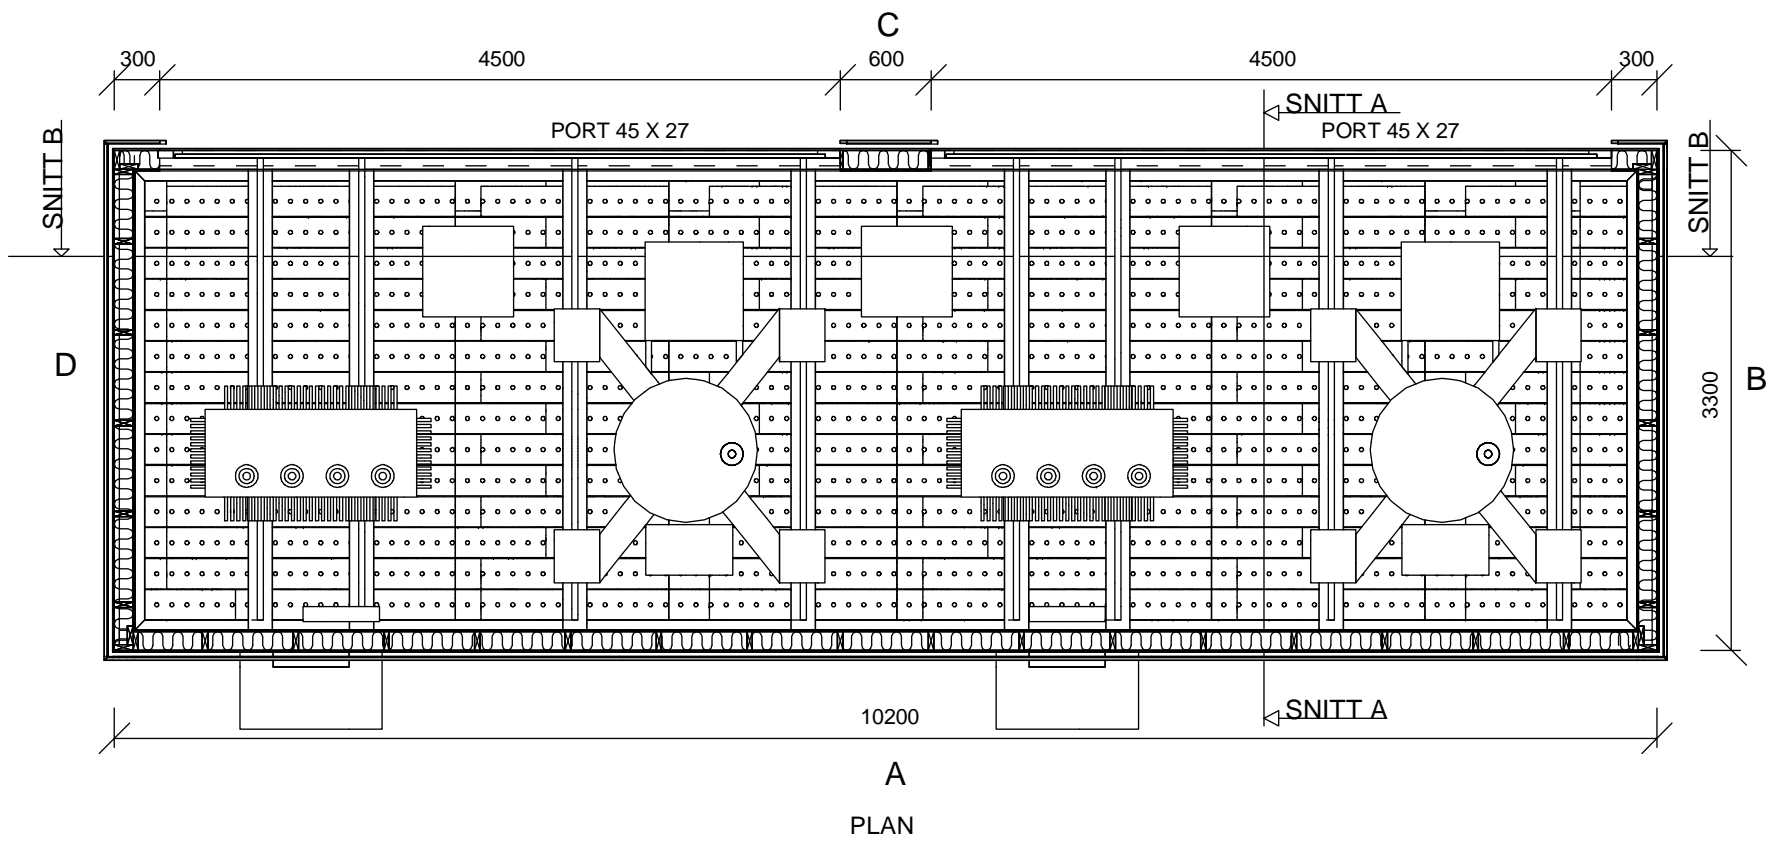 C
300 4500 600 4500 300
SNITT A
PORT 45 X 27 PORT 45 X 27
SNITT B
SNITT B
D
B
3300
SNITT A
10200
A
PLAN